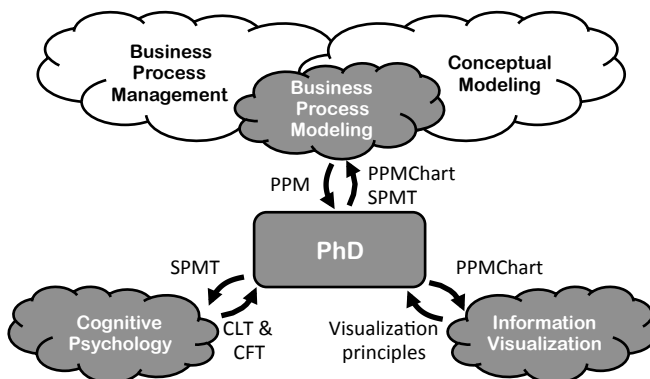 Business
Process
Management
Conceptual
Modeling
Business
Process
Modeling
PPM
PPMChart
SPMT
PhD
SPMT
PPMChart
Cognitive
Psychology
CLT &
CFT
Visualization
principles
Information
Visualization